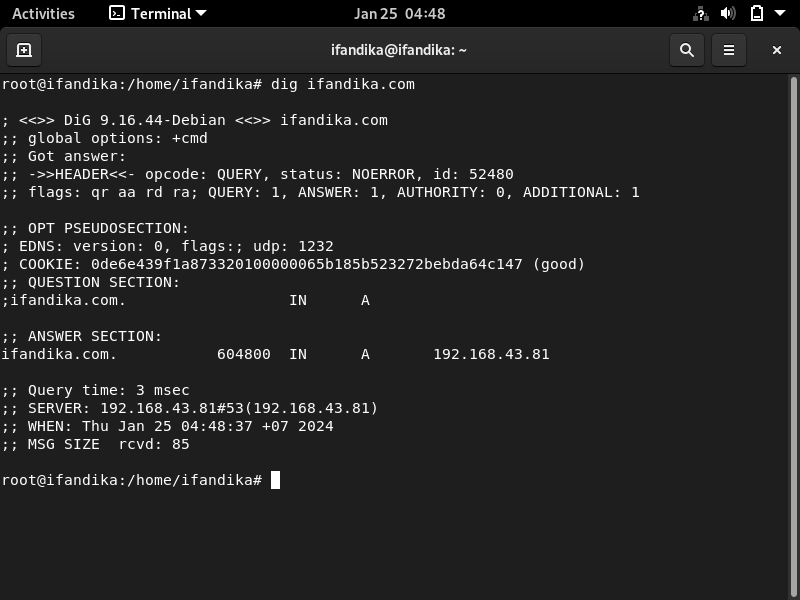 Activities Terminal Jan 25 04:48
ifandika@ifandika: ~
root@ifandika:/home/ifandika# dig ifandika.com
; <<>> DiG 9.16.44-Debian <<>> ifandika.com
;; global options: +cmd
;; Got answer:
;; ->>HEADER<<- opcode: QUERY, status: NOERROR, id: 52480
;; flags: qr aa rd ra; QUERY: 1, ANSWER: 1, AUTHORITY: 0, ADDITIONAL: 1
;; OPT PSEUDOSECTION:
; EDNS: version: 0, flags:; udp: 1232
; COOKIE: 0de6e439f1a873320100000065b185b523272bebda64c147 (good)
;; QUESTION SECTION:
;ifandika.com. IN A
;; ANSWER SECTION:
ifandika.com. 604800 IN A 192.168.43.81
;; Query time: 3 msec
;; SERVER: 192.168.43.81#53(192.168.43.81)
;; WHEN: Thu Jan 25 04:48:37 +07 2024
;; MSG SIZE rcvd: 85
root@ifandika:/home/ifandika#